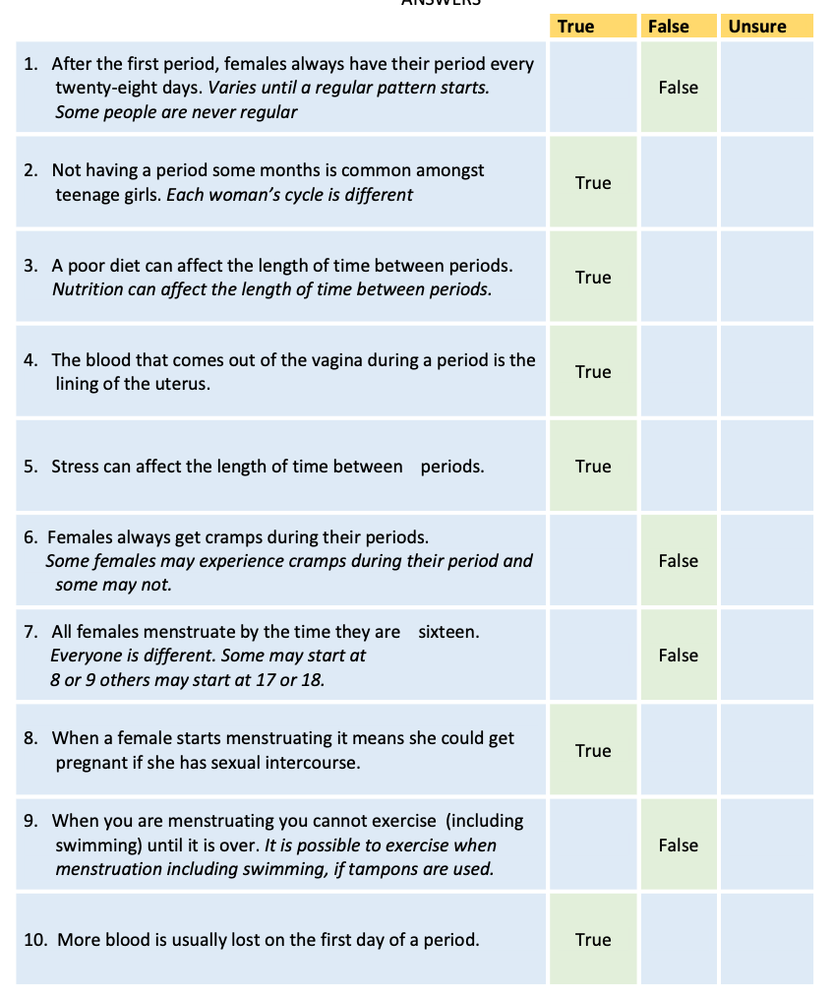 ANSWERS
True False Unsure
1. After the first period, females always have their period every
twenty-eight days. Varies until a regular pattern starts.
Some people are never regular
False
2. Not having a period some months is common amongst
teenage girls. Each woman’s cycle is different
True
3. A poor diet can affect the length of time between periods.
Nutrition can affect the length of time between periods.
True
4. The blood that comes out of the vagina during a period is the
lining of the uterus.
True
5. Stress can affect the length of time between periods.
True
6. Females always get cramps during their periods.
Some females may experience cramps during their period and
some may not.
False
7. All females menstruate by the time they are sixteen.
Everyone is different. Some may start at
8 or 9 others may start at 17 or 18.
False
8. When a female starts menstruating it means she could get
pregnant if she has sexual intercourse.
True
9. When you are menstruating you cannot exercise (including
swimming) until it is over. It is possible to exercise when
menstruation including swimming, if tampons are used.
False
10. More blood is usually lost on the first day of a period.
True